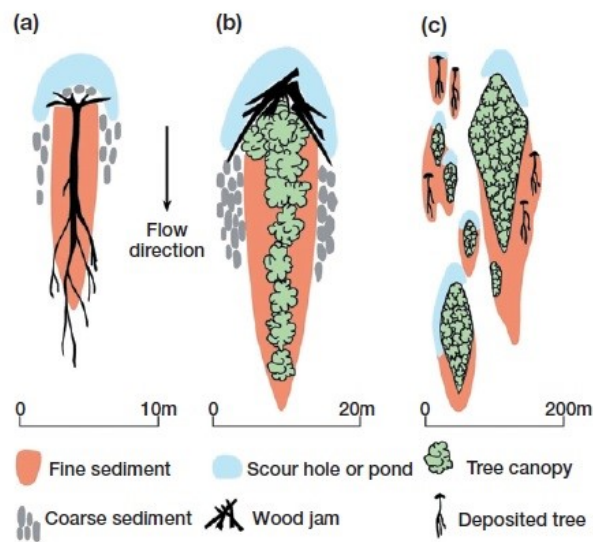 (a)
(b)
(c)
Flow
direction
0
10m
0
20m
0
200m
Fine sediment
Scour hole or pond
Tree canopy
Coarse sediment
Wood jam
Deposited tree